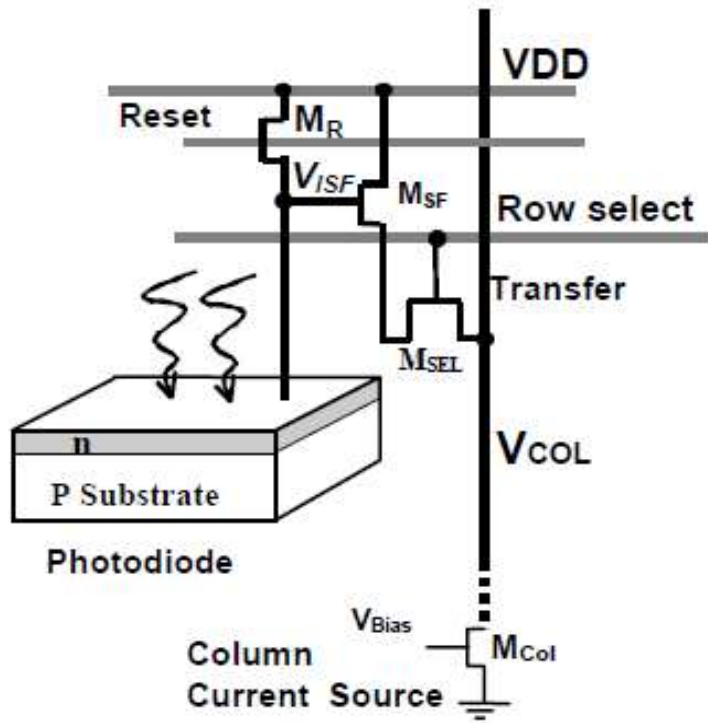 VDD
Reset
MR
VISF
MSF
Row select
Transfer
MSEL
n
P Substrate
VCOL
Photodiode
VBias
MCol
Column
Current Source